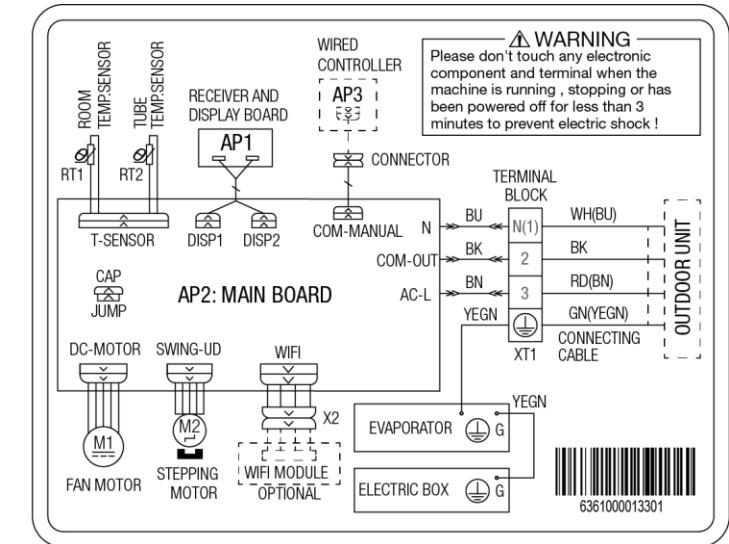 WARNING
Please don't touch any electronic
component and terminal when the
machine is running , stopping or has
been powered off for less than 3
minutes to prevent electric shock !
ROOM
TEMP.SENSOR
TUBE
TEMP.SENSOR
RT1
RT2
RECEIVER AND
DISPLAY BOARD
AP1
WIRED
CONTROLLER
AP3
CONNECTOR
T-SENSOR
DISP1
DISP2
COM-MANUAL
CAP
JUMP
AP2: MAIN BOARD
N
COM-OUT
AC-L
BU
BK
BN
YEGN
TERMINAL
BLOCK
N(1)
2
3
XT1
WH(BU)
BK
RD(BN)
GN(YEGN)
CONNECTING
CABLE
OUTDOOR UNIT
DC-MOTOR
SWING-UD
WIFI
M1
FAN MOTOR
M2
STEPPING
MOTOR
X2
WIFI MODULE
OPTIONAL
EVAPORATOR
G
YEGN
ELECTRIC BOX
G
6361000013301